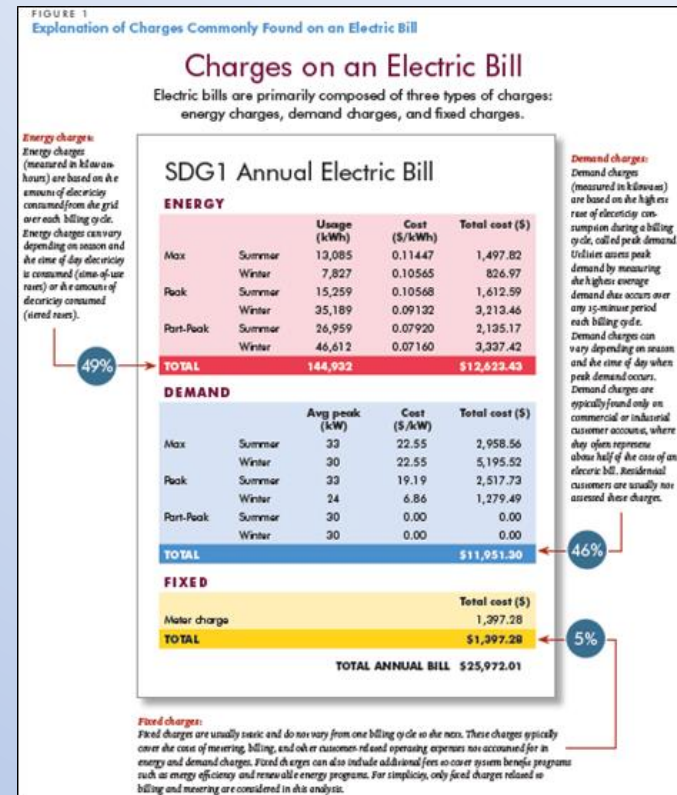 FIGURE 1
Explanation of Charges Commonly Found on an Electric Bill
Charges on an Electric Bill
Electric bills are primarily composed of three types of charges:
energy charges, demand charges, and fixed charges.
Energy charges:
Energy charges
(measured in kilowatt-
hours) are based on the
amount of electricity
consumed from the grid
over each billing cycle.
Energy charges can vary
depending on season and
the time of day electricity
is consumed (time-of-use
rates) or the amount of
electricity consumed
(tiered rates).
49%
SDG1 Annual Electric Bill
ENERGY
Usage (kWh) Cost ($/kWh) Total cost ($)
Max Summer 13,085 0.11447 1,497.82
Winter 7,827 0.10565 826.97
Peak Summer 15,259 0.10568 1,612.59
Winter 35,189 0.09132 3,213.46
Part-Peak Summer 26,959 0.07920 2,135.17
Winter 46,612 0.07160 3,337.42
TOTAL 144,932 $12,623.43
DEMAND
Avg peak (kW) Cost ($/kW) Total cost ($)
Max Summer 33 22.55 2,958.56
Winter 30 22.55 5,195.52
Peak Summer 33 19.19 2,517.73
Winter 24 6.86 1,279.49
Part-Peak Summer 30 0.00 0.00
Winter 30 0.00 0.00
TOTAL $11,951.30
FIXED
Total cost ($)
Meter charge 1,397.28
TOTAL $1,397.28
TOTAL ANNUAL BILL $25,972.01
Demand charges:
Demand charges
(measured in kilowatts)
are based on the highest
rate of electricity con-
sumption during a billing
cycle, called peak demand.
Utilities assess peak
demand by measuring
the highest average
demand that occurs over
any 15-minute period
each billing cycle.
Demand charges can
vary depending on season
and the time of day when
peak demand occurs.
Demand charges are
typically found only on
commercial or industrial
customer accounts, where
they often represent
about half of the cost of an
electric bill. Residential
customers are usually not
assessed these charges.
46%
5%
Fixed charges:
Fixed charges are usually static and do not vary from one billing cycle to the next. These charges typically
cover the costs of metering, billing, and other customer-related operating expenses not accounted for in
energy and demand charges. Fixed charges can also include additional fees to cover system benefit programs
such as energy efficiency and renewable energy programs. For simplicity, only fixed charges related to
billing and metering are considered in this analysis.